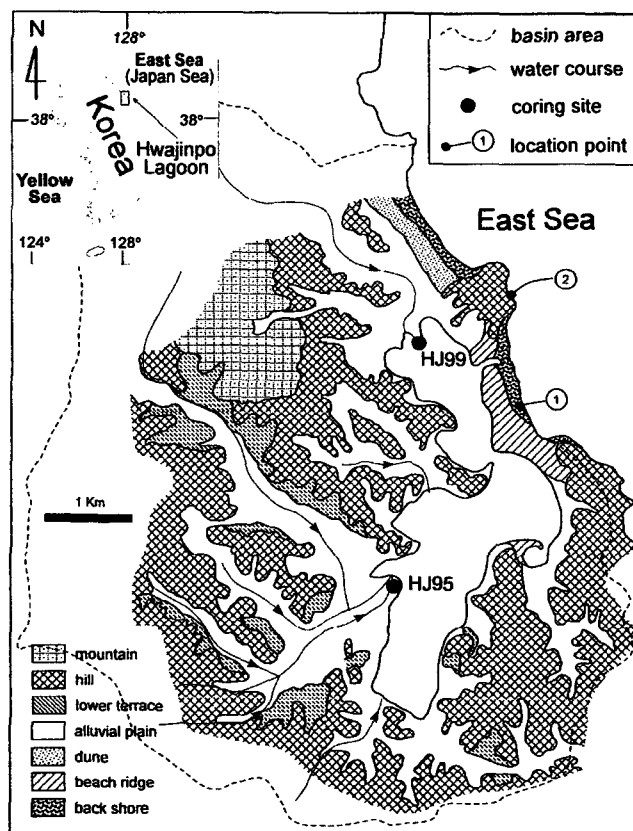 N
128°
East Sea
(Japan Sea)
38°
38°
Korea
Hwajinpo
Lagoon
Yellow
Sea
124°
128°
basin area
water course
coring site
1
location point
East Sea
2
HJ99
1
1 Km
HJ95
mountain
hill
lower terrace
alluvial plain
dune
beach ridge
back shore